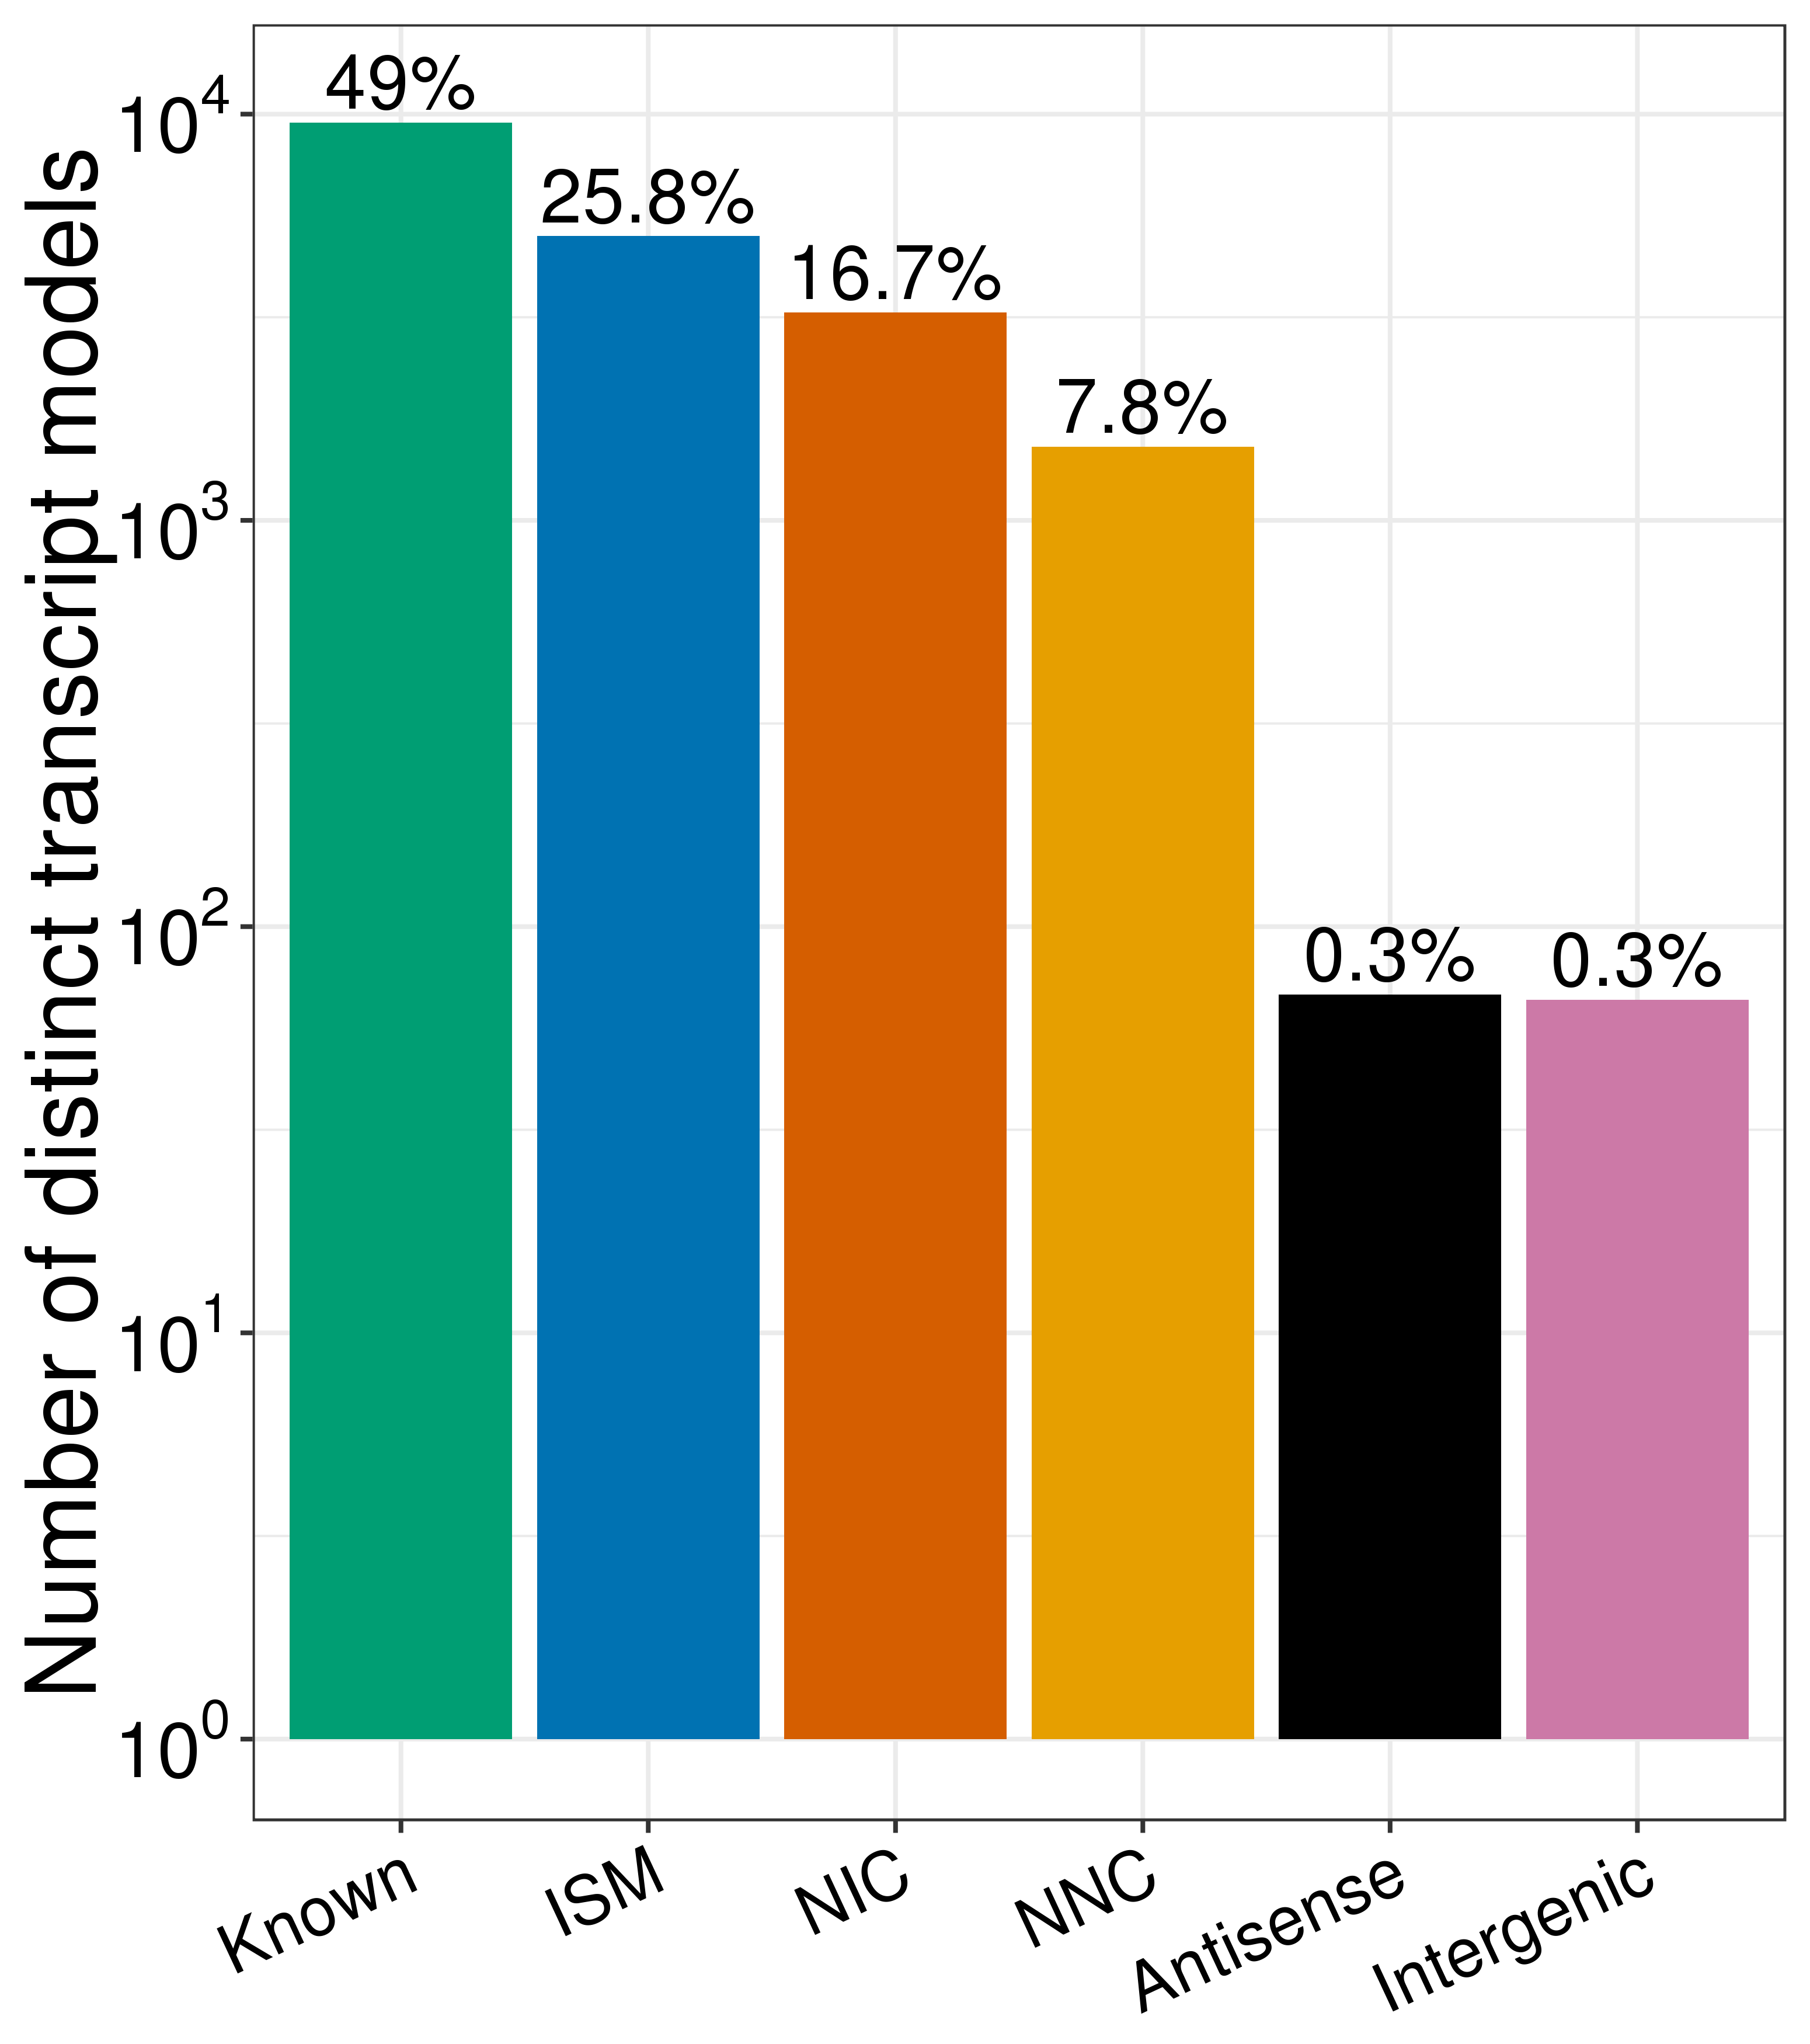 Number of distinct transcript models
10⁴
10³
10²
10¹
10⁰
49%
25.8%
16.7%
7.8%
0.3%
0.3%
Known
ISM
NIC
NNC
Antisense
Intergenic